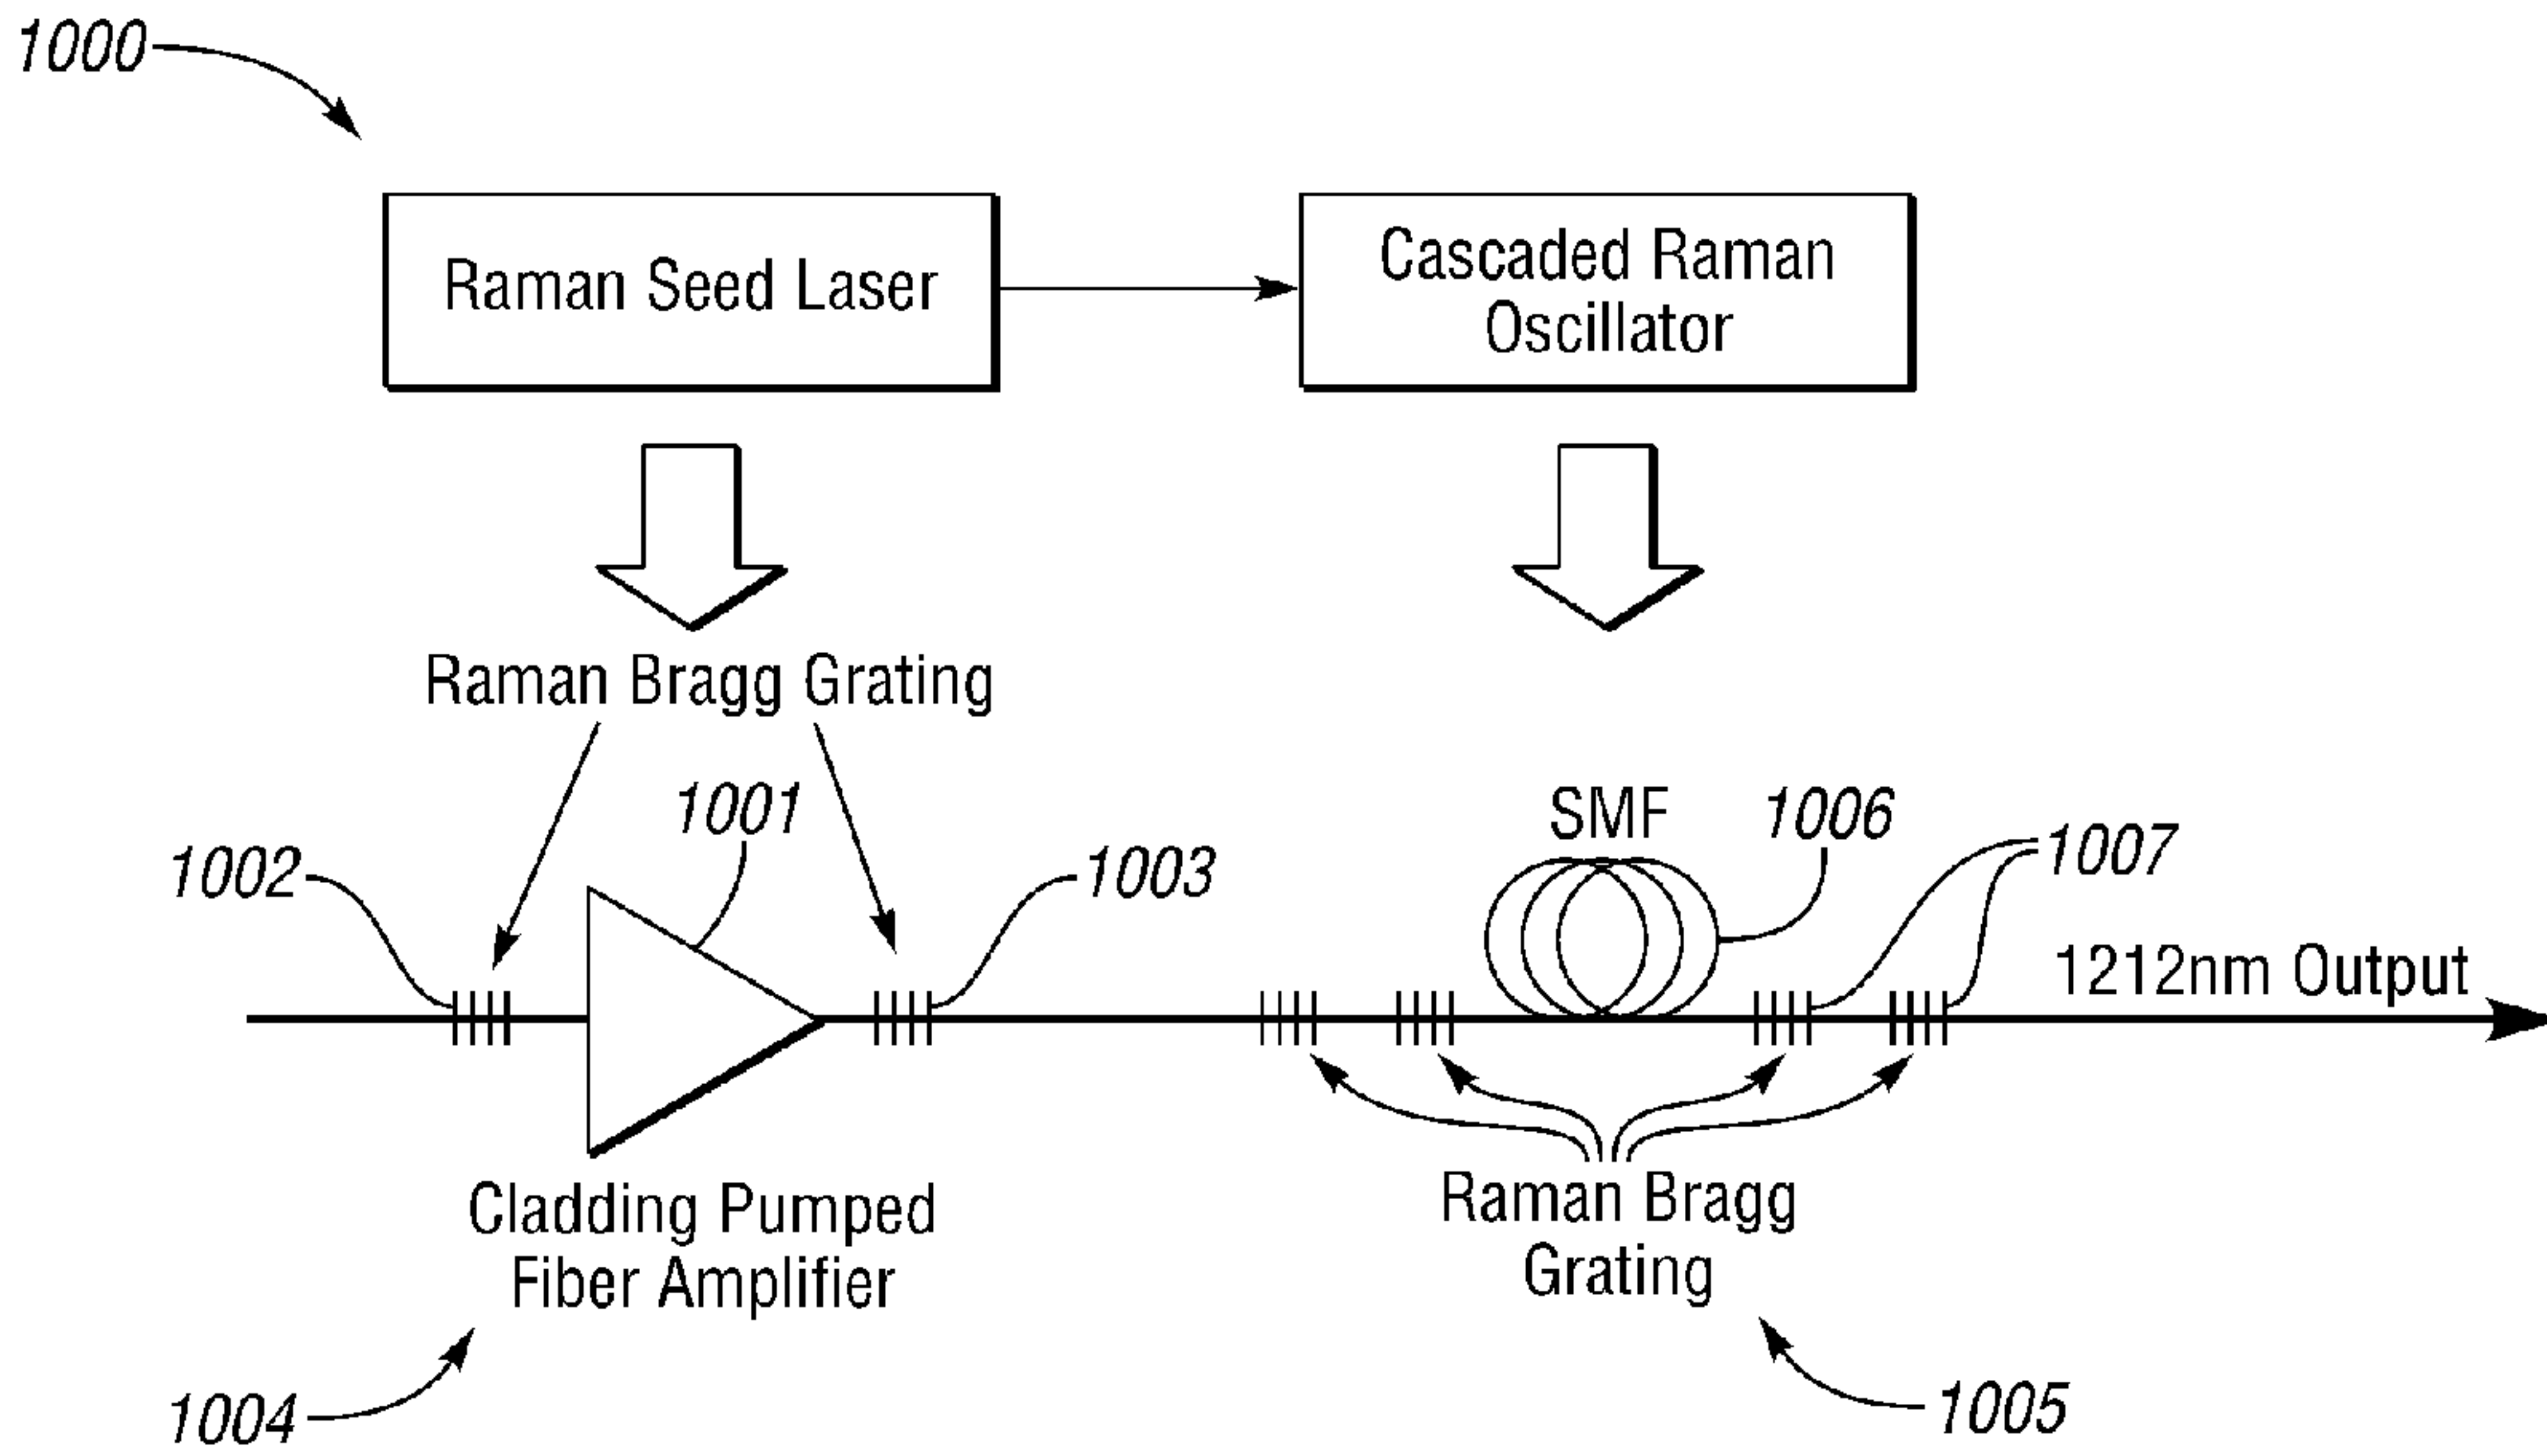 1000
Raman Seed Laser
Cascaded Raman
Oscillator
Raman Bragg Grating
1001
SMF
1006
1002
1003
1007
1212nm Output
Cladding Pumped
Fiber Amplifier
Raman Bragg
Grating
1004
1005